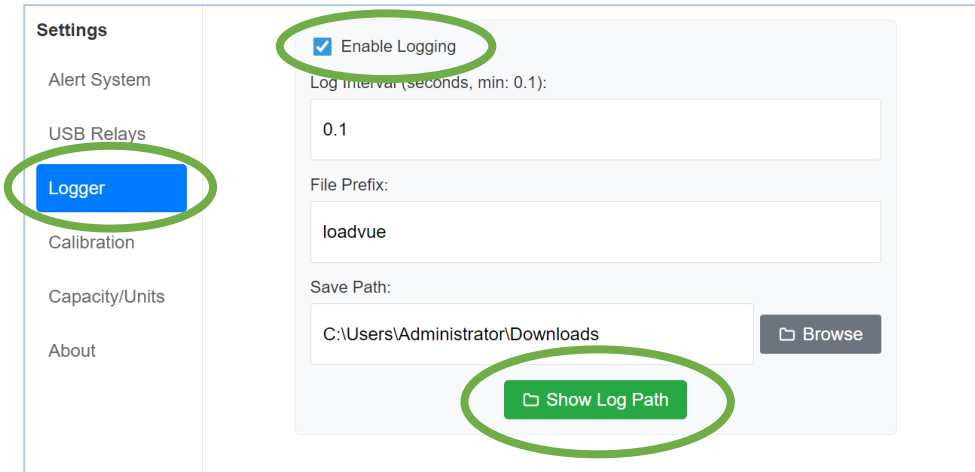 Settings
Alert System
USB Relays
Logger
Calibration
Capacity/Units
About
Enable Logging
Log Interval (seconds, min: 0.1):
0.1
File Prefix:
loadvue
Save Path:
C:\Users\Administrator\Downloads
Browse
Show Log Path